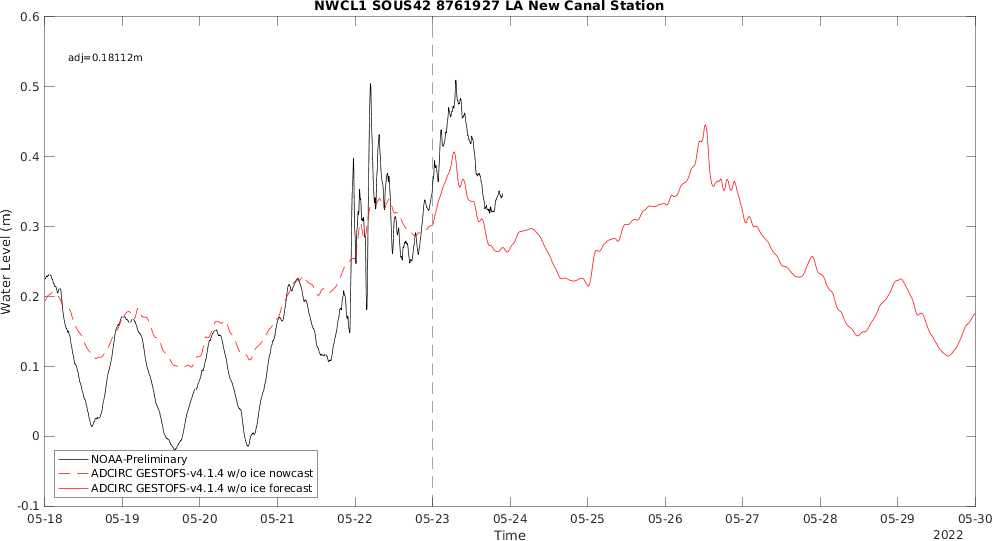 NWCL1 SOUS42 8761927 LA New Canal Station
adj=0.18112m
Water Level (m)
0.6
0.5
0.4
0.3
0.2
0.1
0
-0.1
NOAA-Preliminary
ADCIRC GESTOFS-v4.1.4 w/o ice nowcast
ADCIRC GESTOFS-v4.1.4 w/o ice forecast
05-18 05-19 05-20 05-21 05-22 05-23 05-24 05-25 05-26 05-27 05-28 05-29 05-30
Time
2022